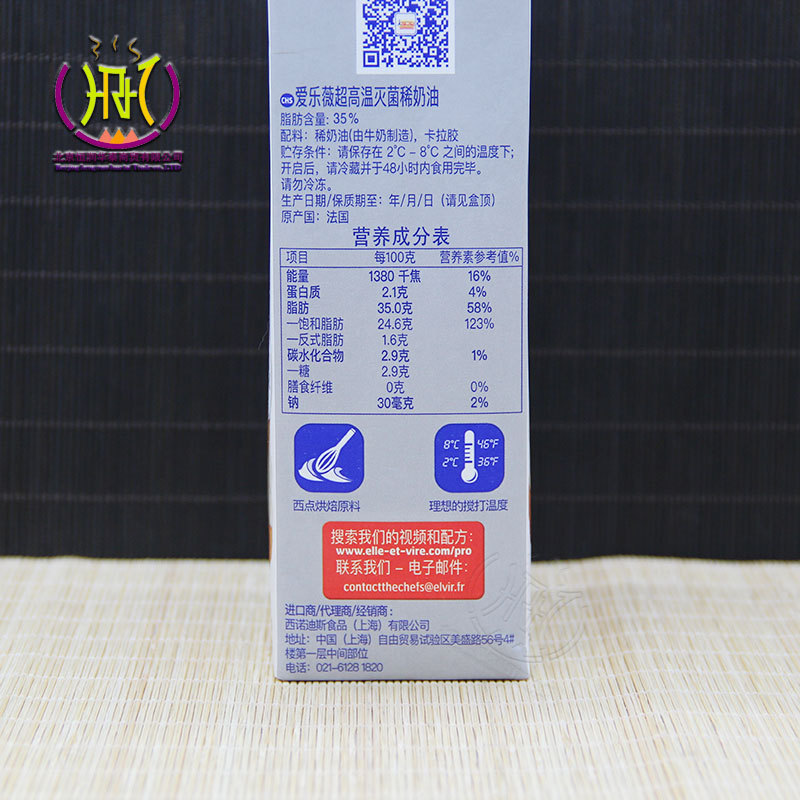 CHS 爱乐薇超高温灭菌稀奶油
脂肪含量: 35%
配料: 稀奶油(由牛奶制造), 卡拉胶
贮存条件: 请保存在 2°C – 8°C 之间的温度下;
开启后, 请冷藏并于48小时内食用完毕。
请勿冷冻。
生产日期/保质期至: 年/月/日 (请见盒顶)
原产国: 法国
营养成分表
项目 每100克 营养素参考值%
能量 1380 千焦 16%
蛋白质 2.1克 4%
脂肪 35.0克 58%
—饱和脂肪 24.6克 123%
—反式脂肪 1.6克
碳水化合物 2.9克 1%
—糖 2.9克
膳食纤维 0克 0%
钠 30毫克 2%
8°C 46°F
2°C 36°F
西点烘焙原料 理想的搅打温度
搜索我们的视频和配方:
www.elle-et-vire.com/pro
联系我们 – 电子邮件:
contactthechefs@elvir.fr
进口商/代理商/经销商:
西诺迪斯食品 (上海) 有限公司
地址: 中国 (上海) 自由贸易试验区美盛路56号4#
楼第一层中间部位
电话: 021-6128 1820